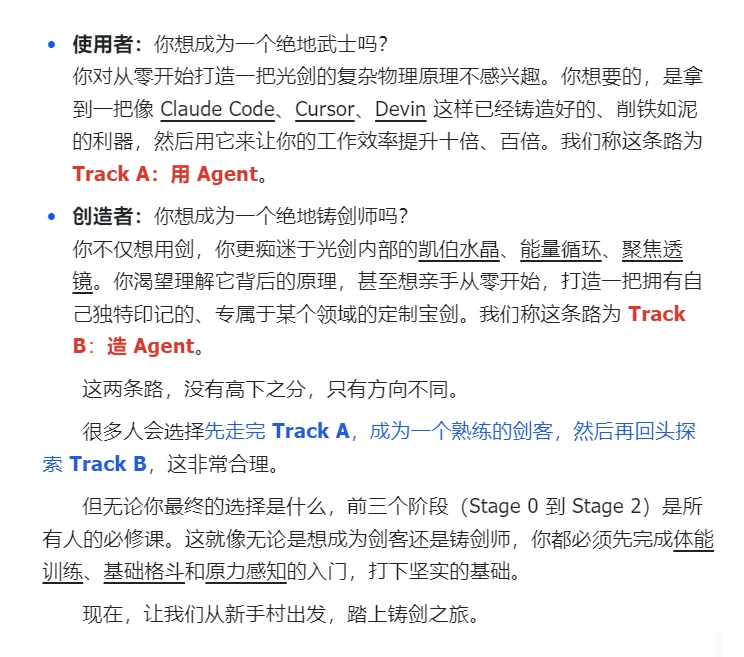 • 使用者：你想成为一个绝地武士吗？
你对从零开始打造一把光剑的复杂物理原理不感兴趣。你想要的，是拿
到一把像 Claude Code、Cursor、Devin 这样已经铸造好的、削铁如泥
的利器，然后用它来让你的工作效率提升十倍、百倍。我们称这条路为
Track A：用 Agent。
• 创造者：你想成为一个绝地铸剑师吗？
你不仅想用剑，你更痴迷于光剑内部的凯伯水晶、能量循环、聚焦透
镜。你渴望理解它背后的原理，甚至想亲手从零开始，打造一把拥有自
己独特印记的、专属于某个领域的定制宝剑。我们称这条路为 Track
B：造 Agent。
这两条路，没有高下之分，只有方向不同。
很多人会选择先走完 Track A，成为一个熟练的剑客，然后再回头探
索 Track B，这非常合理。
但无论你最终的选择是什么，前三个阶段（Stage 0 到 Stage 2）是所
有人的必修课。这就像无论是想成为剑客还是铸剑师，你都必须先完成体能
训练、基础格斗和原力感知的入门，打下坚实的基础。
现在，让我们从新手村出发，踏上铸剑之旅。